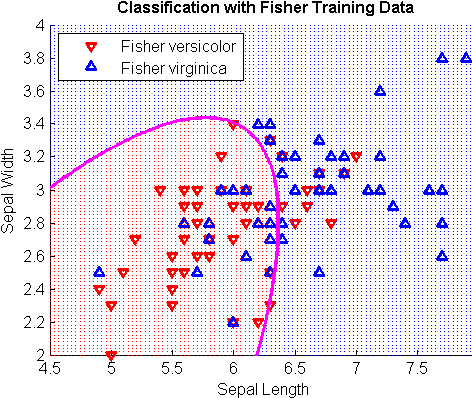 Classification with Fisher Training Data
4
3.8
3.6
3.4
3.2
3
2.8
2.6
2.4
2.2
2
Sepal Width
Fisher versicolor
Fisher virginica
4.5 5 5.5 6 6.5 7 7.5
Sepal Length